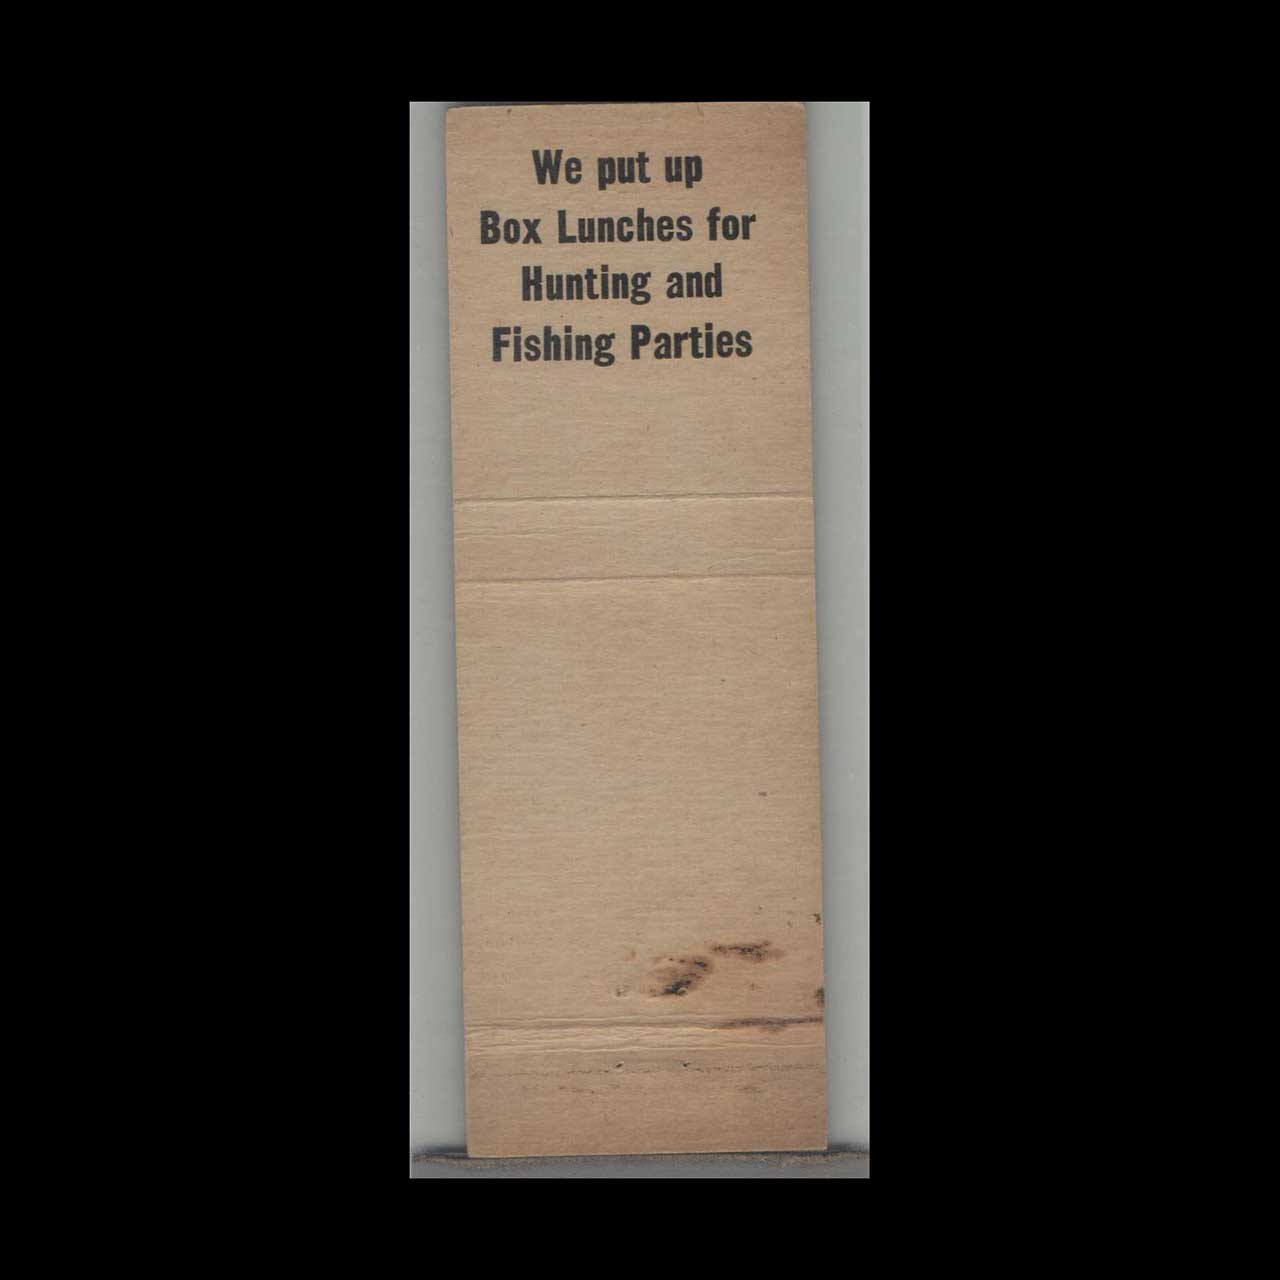 We put up
Box Lunches for
Hunting and
Fishing Parties